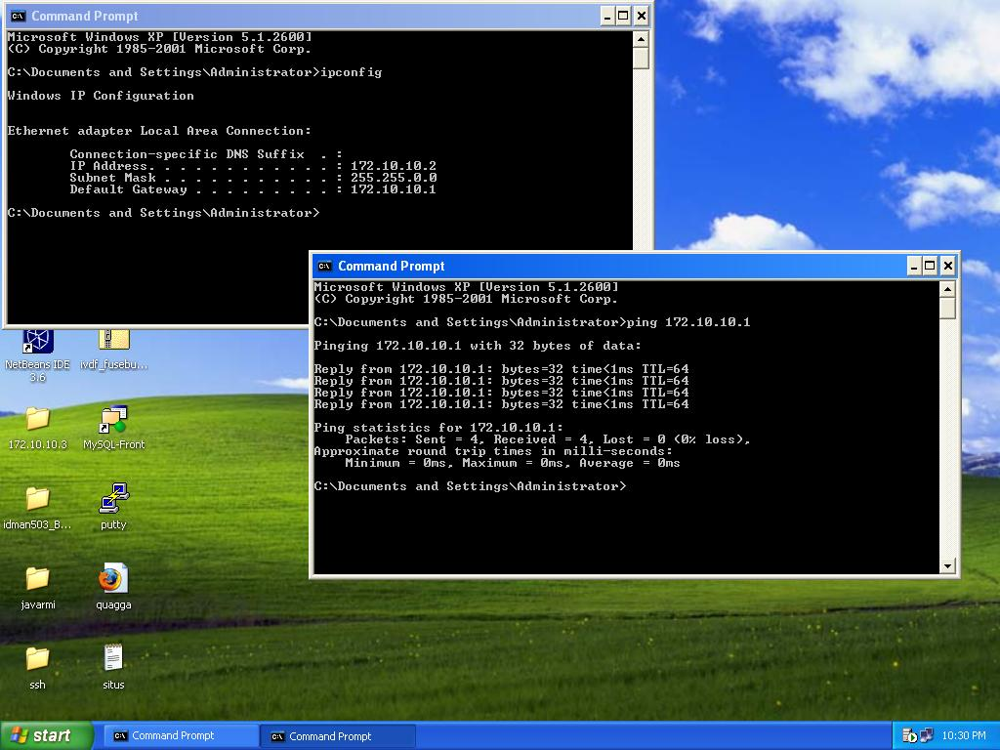 Command Prompt
Microsoft Windows XP [Version 5.1.2600]
(C) Copyright 1985-2001 Microsoft Corp.
C:\Documents and Settings\Administrator>ipconfig
Windows IP Configuration
Ethernet adapter Local Area Connection:
Connection-specific DNS Suffix  . :
IP Address. . . . . . . . . . . . : 172.10.10.2
Subnet Mask . . . . . . . . . . . : 255.255.0.0
Default Gateway . . . . . . . . . : 172.10.10.1
C:\Documents and Settings\Administrator>
Command Prompt
Microsoft Windows XP [Version 5.1.2600]
(C) Copyright 1985-2001 Microsoft Corp.
C:\Documents and Settings\Administrator>ping 172.10.10.1
Pinging 172.10.10.1 with 32 bytes of data:
Reply from 172.10.10.1: bytes=32 time<1ms TTL=64
Reply from 172.10.10.1: bytes=32 time<1ms TTL=64
Reply from 172.10.10.1: bytes=32 time<1ms TTL=64
Reply from 172.10.10.1: bytes=32 time<1ms TTL=64
Ping statistics for 172.10.10.1:
Packets: Sent = 4, Received = 4, Lost = 0 (0% loss),
Approximate round trip times in milli-seconds:
Minimum = 0ms, Maximum = 0ms, Average = 0ms
C:\Documents and Settings\Administrator>
NetBeans IDE
3.6
ivdf_fusebu...
172.10.10.3
MySQL-Front
idman503_B...
putty
javarmi
quagga
ssh
situs
start
Command Prompt
Command Prompt
10:30 PM